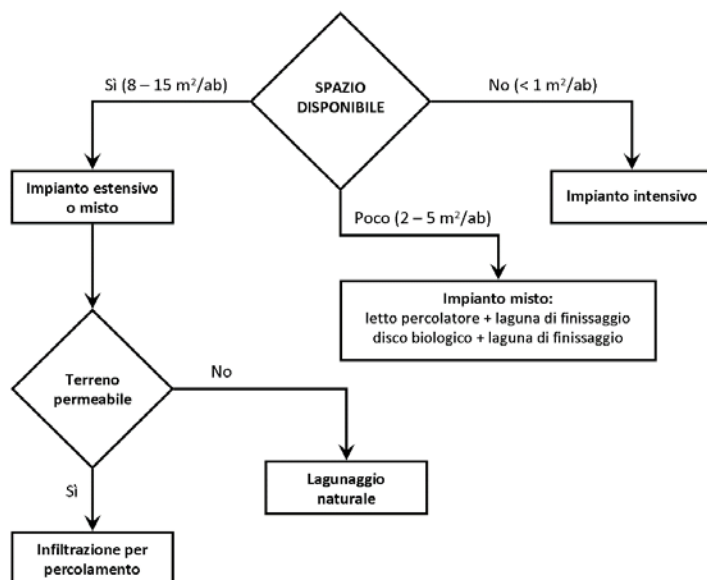 SPAZIO
DISPONIBILE
Sì (8 – 15 m²/ab)
No (< 1 m²/ab)
Impianto estensivo
o misto
Impianto intensivo
Poco (2 – 5 m²/ab)
Impianto misto:
letto percolatore + laguna di finissaggio
disco biologico + laguna di finissaggio
Terreno
permeabile
No
Lagunaggio
naturale
Sì
Infiltrazione per
percolamento